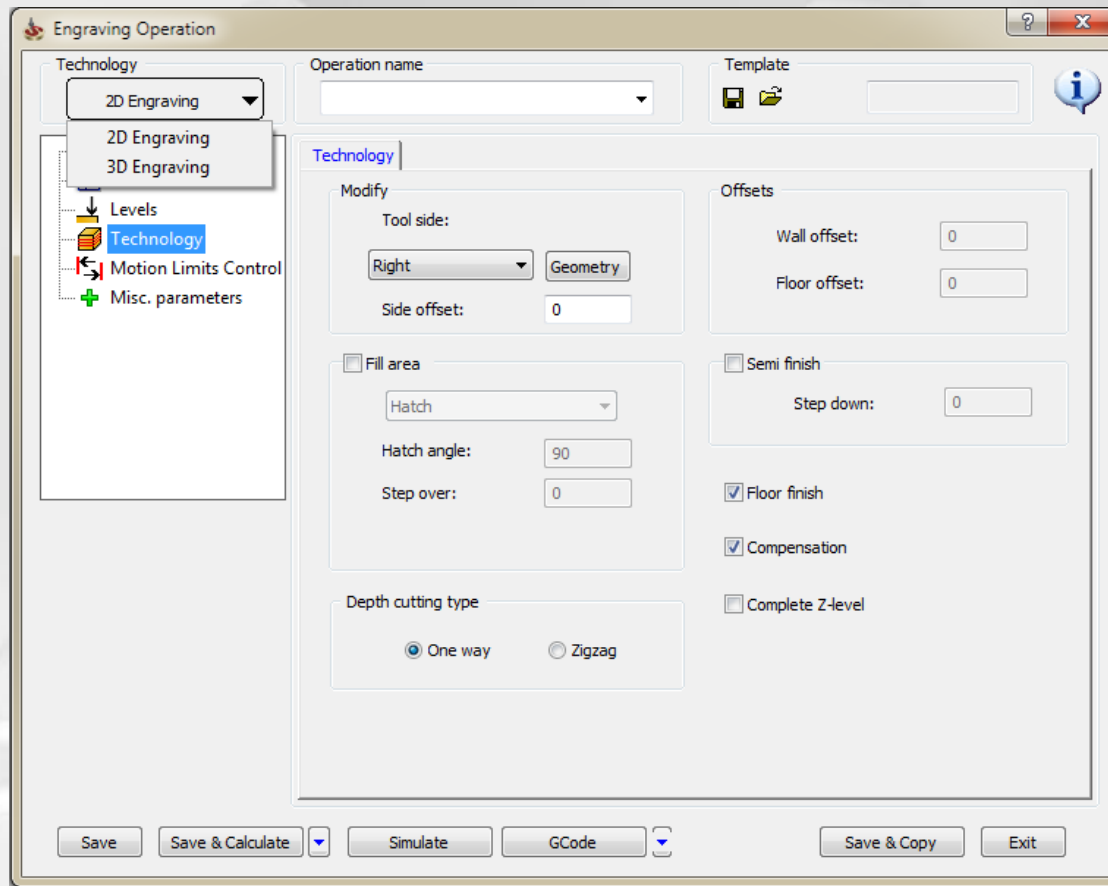 Engraving Operation
?
X
Technology
2D Engraving
2D Engraving
3D Engraving
Operation name
Template
i
Levels
Technology
Motion Limits Control
Misc. parameters
Technology
Modify
Tool side:
Right
Geometry
Side offset:
0
Offsets
Wall offset:
0
Floor offset:
0
Fill area
Hatch
Hatch angle:
90
Step over:
0
Semi finish
Step down:
0
Floor finish
Compensation
Complete Z-level
Depth cutting type
One way
Zigzag
Save
Save & Calculate
Simulate
GCode
Save & Copy
Exit